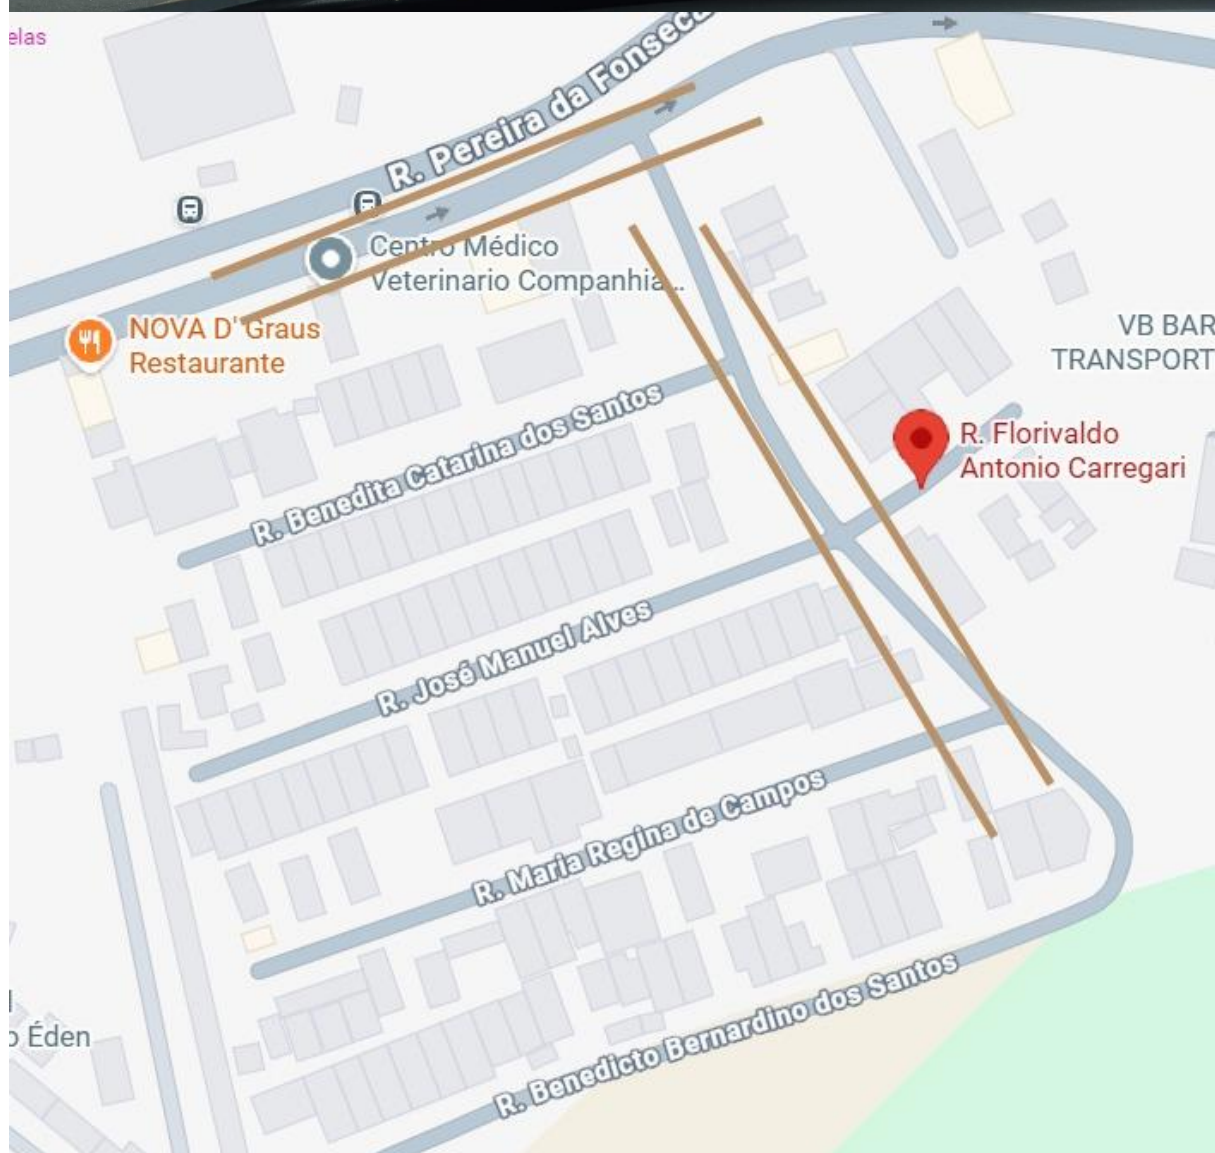 elas
R. Pereira da Fonseca
Centro Médico
Veterinario Companhia...
NOVA D' Graus
Restaurante
VB BAR
TRANSPORT
R. Benedita Catarina dos Santos
R. Florivaldo
Antonio Carregari
R. José Manuel Alves
R. Maria Regina de Campos
o Éden
R. Benedicto Bernardino dos Santos